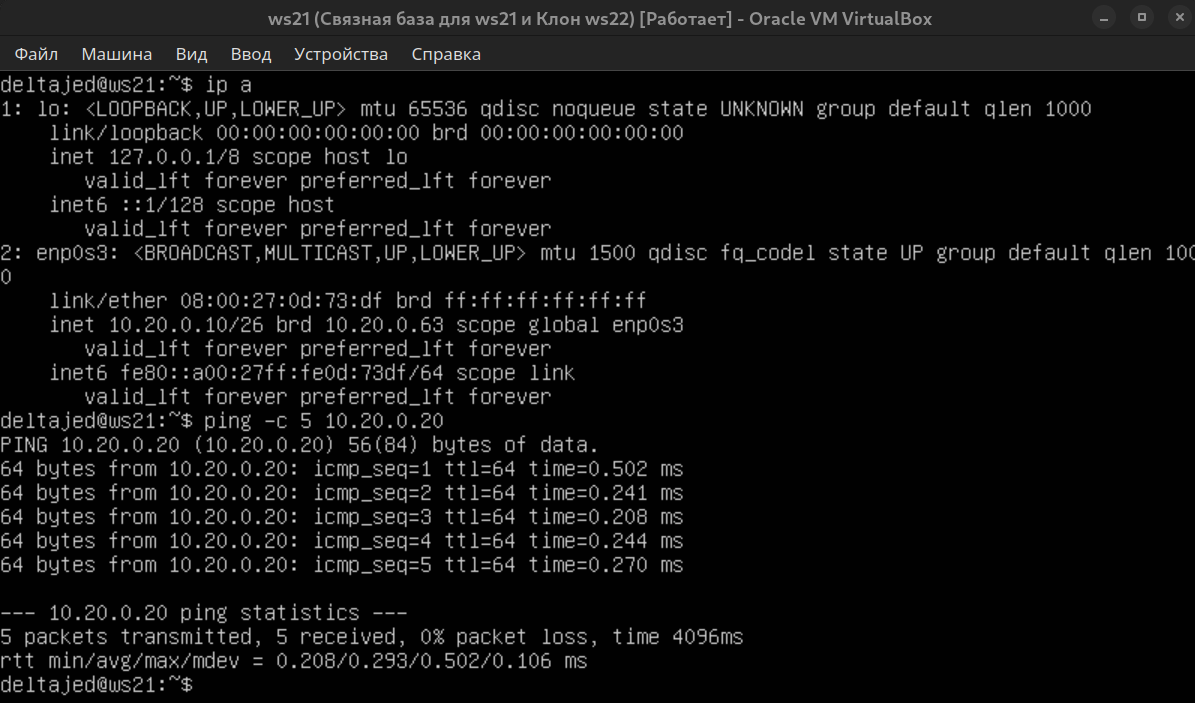 ws21 (Связная база для ws21 и Клон ws22) [Работает] - Oracle VM VirtualBox
Файл Машина Вид Ввод Устройства Справка
deltajed@ws21:~$ ip a
1: lo: <LOOPBACK,UP,LOWER_UP> mtu 65536 qdisc noqueue state UNKNOWN group default qlen 1000
    link/loopback 00:00:00:00:00:00 brd 00:00:00:00:00:00
    inet 127.0.0.1/8 scope host lo
       valid_lft forever preferred_lft forever
    inet6 ::1/128 scope host
       valid_lft forever preferred_lft forever
2: enp0s3: <BROADCAST,MULTICAST,UP,LOWER_UP> mtu 1500 qdisc fq_codel state UP group default qlen 100
0
    link/ether 08:00:27:0d:73:df brd ff:ff:ff:ff:ff:ff
    inet 10.20.0.10/26 brd 10.20.0.63 scope global enp0s3
       valid_lft forever preferred_lft forever
    inet6 fe80::a00:27ff:fe0d:73df/64 scope link
       valid_lft forever preferred_lft forever
deltajed@ws21:~$ ping -c 5 10.20.0.20
PING 10.20.0.20 (10.20.0.20) 56(84) bytes of data.
64 bytes from 10.20.0.20: icmp_seq=1 ttl=64 time=0.502 ms
64 bytes from 10.20.0.20: icmp_seq=2 ttl=64 time=0.241 ms
64 bytes from 10.20.0.20: icmp_seq=3 ttl=64 time=0.208 ms
64 bytes from 10.20.0.20: icmp_seq=4 ttl=64 time=0.244 ms
64 bytes from 10.20.0.20: icmp_seq=5 ttl=64 time=0.270 ms

--- 10.20.0.20 ping statistics ---
5 packets transmitted, 5 received, 0% packet loss, time 4096ms
rtt min/avg/max/mdev = 0.208/0.293/0.502/0.106 ms
deltajed@ws21:~$